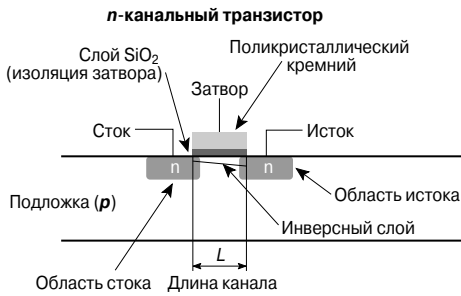 n-канальный транзистор
Слой SiO2
(изоляция затвора)
Поликристаллический
кремний
Затвор
Сток
Исток
n
n
Область истока
Подложка (p)
Инверсный слой
L
Область стока
Длина канала